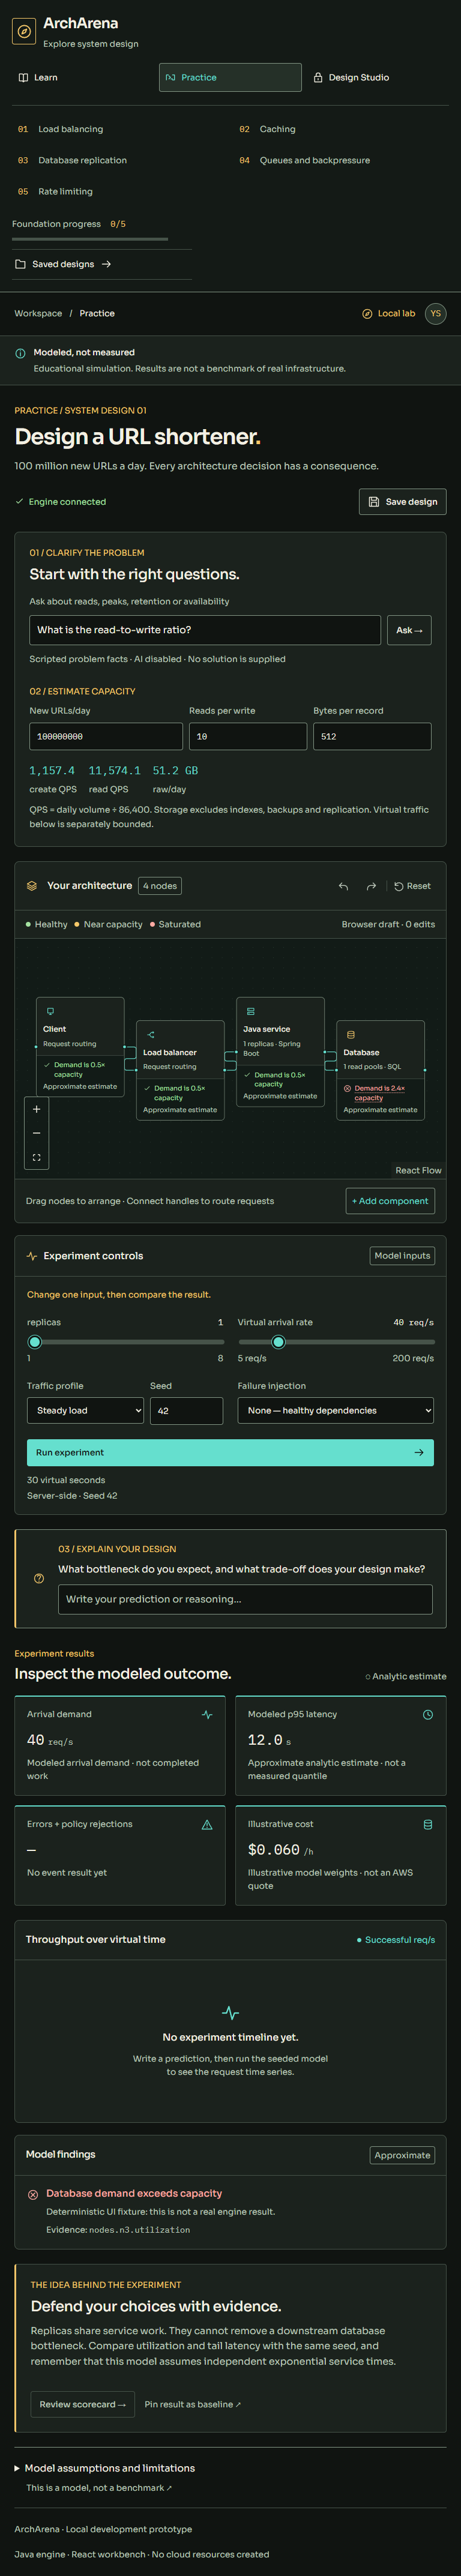 ArchArena
Explore system design
Learn
Practice
Design Studio
01 Load balancing
02 Caching
03 Database replication
04 Queues and backpressure
05 Rate limiting
Foundation progress 0/5
Saved designs →
Workspace / Practice
Local lab
YS
Modeled, not measured
Educational simulation. Results are not a benchmark of real infrastructure.
PRACTICE / SYSTEM DESIGN 01
Design a URL shortener.
100 million new URLs a day. Every architecture decision has a consequence.
Engine connected
Save design
01 / CLARIFY THE PROBLEM
Start with the right questions.
Ask about reads, peaks, retention or availability
What is the read-to-write ratio?
Ask →
Scripted problem facts · AI disabled · No solution is supplied
02 / ESTIMATE CAPACITY
New URLs/day
Reads per write
Bytes per record
100000000
10
512
1,157.4
11,574.1
51.2 GB
create QPS
read QPS
raw/day
QPS = daily volume ÷ 86,400. Storage excludes indexes, backups and replication. Virtual traffic
below is separately bounded.
Your architecture
4 nodes
Reset
Healthy
Near capacity
Saturated
Browser draft · 0 edits
Client
Request routing
Demand is 0.5×
capacity
Approximate estimate
Load balancer
Request routing
Demand is 0.5×
capacity
Approximate estimate
Java service
1 replicas · Spring
Boot
Demand is 0.5×
capacity
Approximate estimate
Database
1 read pools · SQL
Demand is 2.4×
capacity
Approximate estimate
React Flow
Drag nodes to arrange · Connect handles to route requests
+ Add component
Experiment controls
Model inputs
Change one input, then compare the result.
replicas
1
Virtual arrival rate
40 req/s
1
8
5 req/s
200 req/s
Traffic profile
Seed
Failure injection
Steady load
42
None — healthy dependencies
Run experiment →
30 virtual seconds
Server-side · Seed 42
03 / EXPLAIN YOUR DESIGN
What bottleneck do you expect, and what trade-off does your design make?
Write your prediction or reasoning...
Experiment results
Inspect the modeled outcome.
○ Analytic estimate
Arrival demand
40 req/s
Modeled arrival demand · not completed
work
Modeled p95 latency
12.0 s
Approximate analytic estimate · not a
measured quantile
Errors + policy rejections
—
No event result yet
Illustrative cost
$0.060 /h
Illustrative model weights · not an AWS
quote
Throughput over virtual time
Successful req/s
No experiment timeline yet.
Write a prediction, then run the seeded model
to see the request time series.
Model findings
Approximate
Database demand exceeds capacity
Deterministic UI fixture: this is not a real engine result.
Evidence: nodes.n3.utilization
THE IDEA BEHIND THE EXPERIMENT
Defend your choices with evidence.
Replicas share service work. They cannot remove a downstream database
bottleneck. Compare utilization and tail latency with the same seed, and
remember that this model assumes independent exponential service times.
Review scorecard →
Pin result as baseline ↗
Model assumptions and limitations
This is a model, not a benchmark ↗
ArchArena · Local development prototype
Java engine · React workbench · No cloud resources created